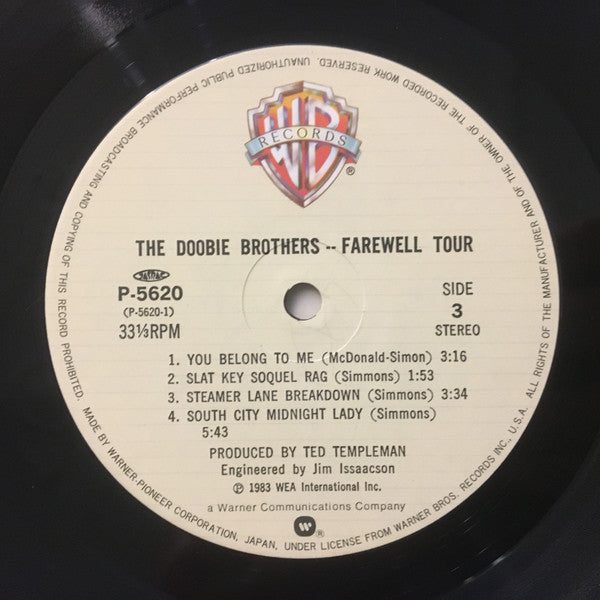 WB
RECORDS
®
THE DOOBIE BROTHERS -- FAREWELL TOUR
JASRAC
P-5620
(P-5620-1)
33⅓RPM
SIDE
3
STEREO
1. YOU BELONG TO ME (McDonald-Simon) 3:16
2. SLAT KEY SOQUEL RAG (Simmons) 1:53
3. STEAMER LANE BREAKDOWN (Simmons) 3:34
4. SOUTH CITY MIDNIGHT LADY (Simmons)
5:43
PRODUCED BY TED TEMPLEMAN
Engineered by Jim Issaacson
℗ 1983 WEA International Inc.
a Warner Communications Company
W ®
MADE BY WARNER-PIONEER CORPORATION, JAPAN, UNDER LICENSE FROM WARNER BROS. RECORDS INC., U.S.A. ALL RIGHTS OF THE MANUFACTURER AND OF THE OWNER OF THE RECORDED WORK RESERVED. UNAUTHORIZED PUBLIC PERFORMANCE BROADCASTING AND COPYING OF THIS RECORD PROHIBITED.